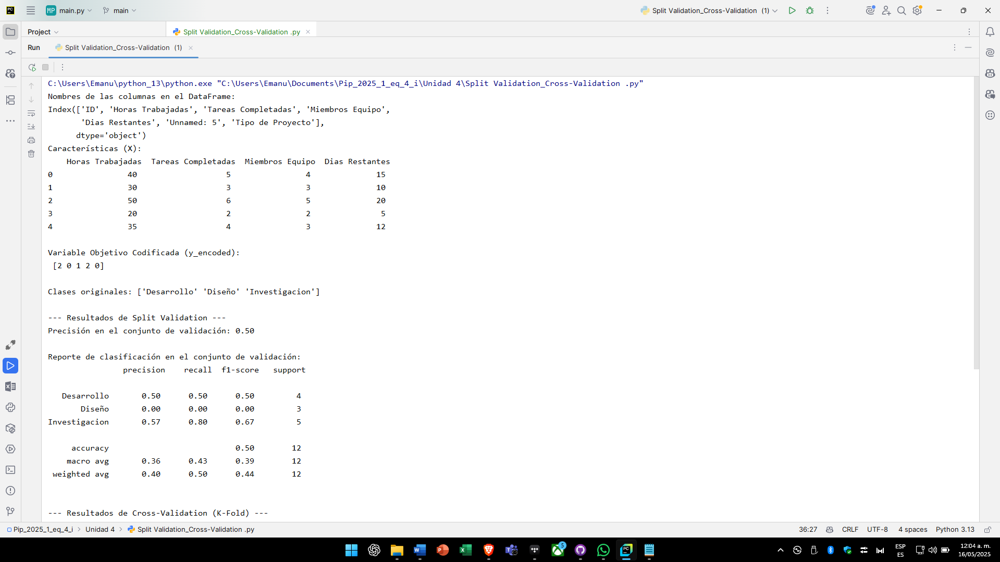 PC
MP main.py
main
Split Validation_Cross-Validation (1)
Project
Split Validation_Cross-Validation .py
Run
Split Validation_Cross-Validation (1)
C:\Users\Emanu\python_13\python.exe "C:\Users\Emanu\Documents\Pip_2025_1_eq_4_i\Unidad 4\Split Validation_Cross-Validation .py"
Nombres de las columnas en el DataFrame:
Index(['ID', 'Horas Trabajadas', 'Tareas Completadas', 'Miembros Equipo',
'Dias Restantes', 'Unnamed: 5', 'Tipo de Proyecto'],
dtype='object')
Características (X):
Horas Trabajadas Tareas Completadas Miembros Equipo Dias Restantes
0 40 5 4 15
1 30 3 3 10
2 50 6 5 20
3 20 2 2 5
4 35 4 3 12
Variable Objetivo Codificada (y_encoded):
[2 0 1 2 0]
Clases originales: ['Desarrollo' 'Diseño' 'Investigacion']
--- Resultados de Split Validation ---
Precisión en el conjunto de validación: 0.50
Reporte de clasificación en el conjunto de validación:
precision recall f1-score support
Desarrollo 0.50 0.50 0.50 4
Diseño 0.00 0.00 0.00 3
Investigacion 0.57 0.80 0.67 5
accuracy 0.50 12
macro avg 0.36 0.43 0.39 12
weighted avg 0.40 0.50 0.44 12
--- Resultados de Cross-Validation (K-Fold) ---
Pip_2025_1_eq_4_i > Unidad 4 > Split Validation_Cross-Validation .py
36:27 CRLF UTF-8 4 spaces Python 3.13
5
ESP
ES
12:04 a. m.
16/05/2025